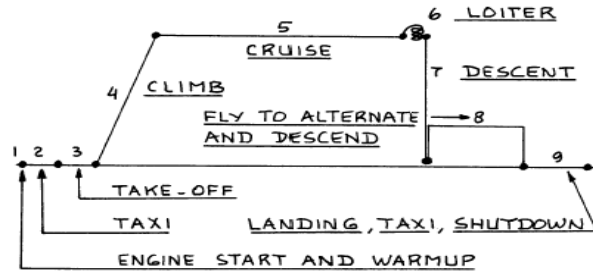 6 LOITER
5
CRUISE
7 DESCENT
4 CLIMB
FLY TO ALTERNATE 8
AND DESCEND
1 2 3 9
TAKE-OFF
TAXI LANDING, TAXI, SHUTDOWN
ENGINE START AND WARMUP